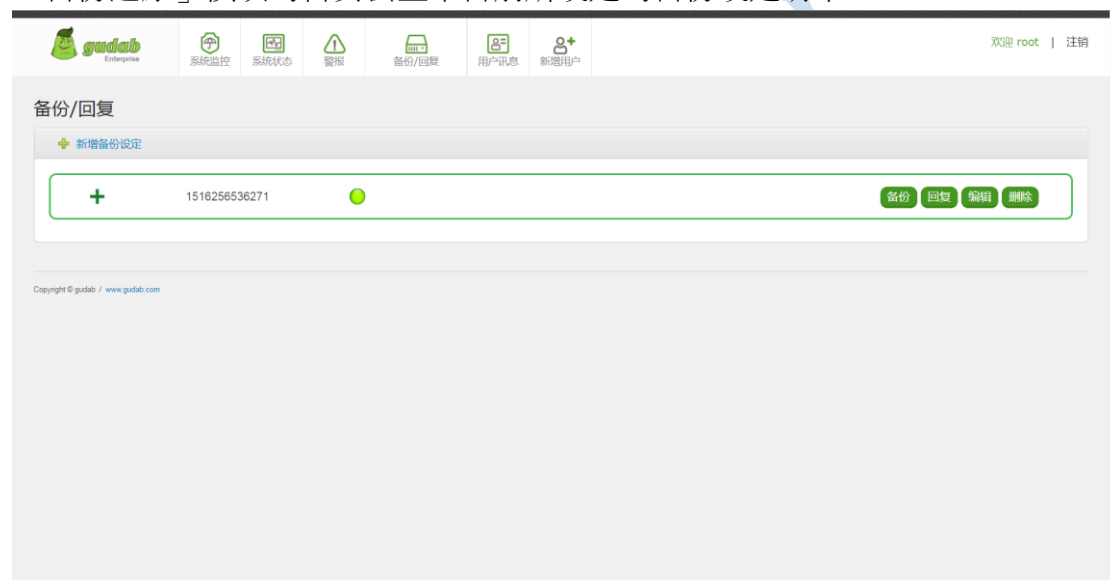 gudab
Enterprise
系统监控
系统状态
警报
备份/回复
用户讯息
新增用户
欢迎 root | 注销
备份/回复
新增备份设定
1516256536271
备份 回复 编辑 删除
Copyright © gudab / www.gudab.com